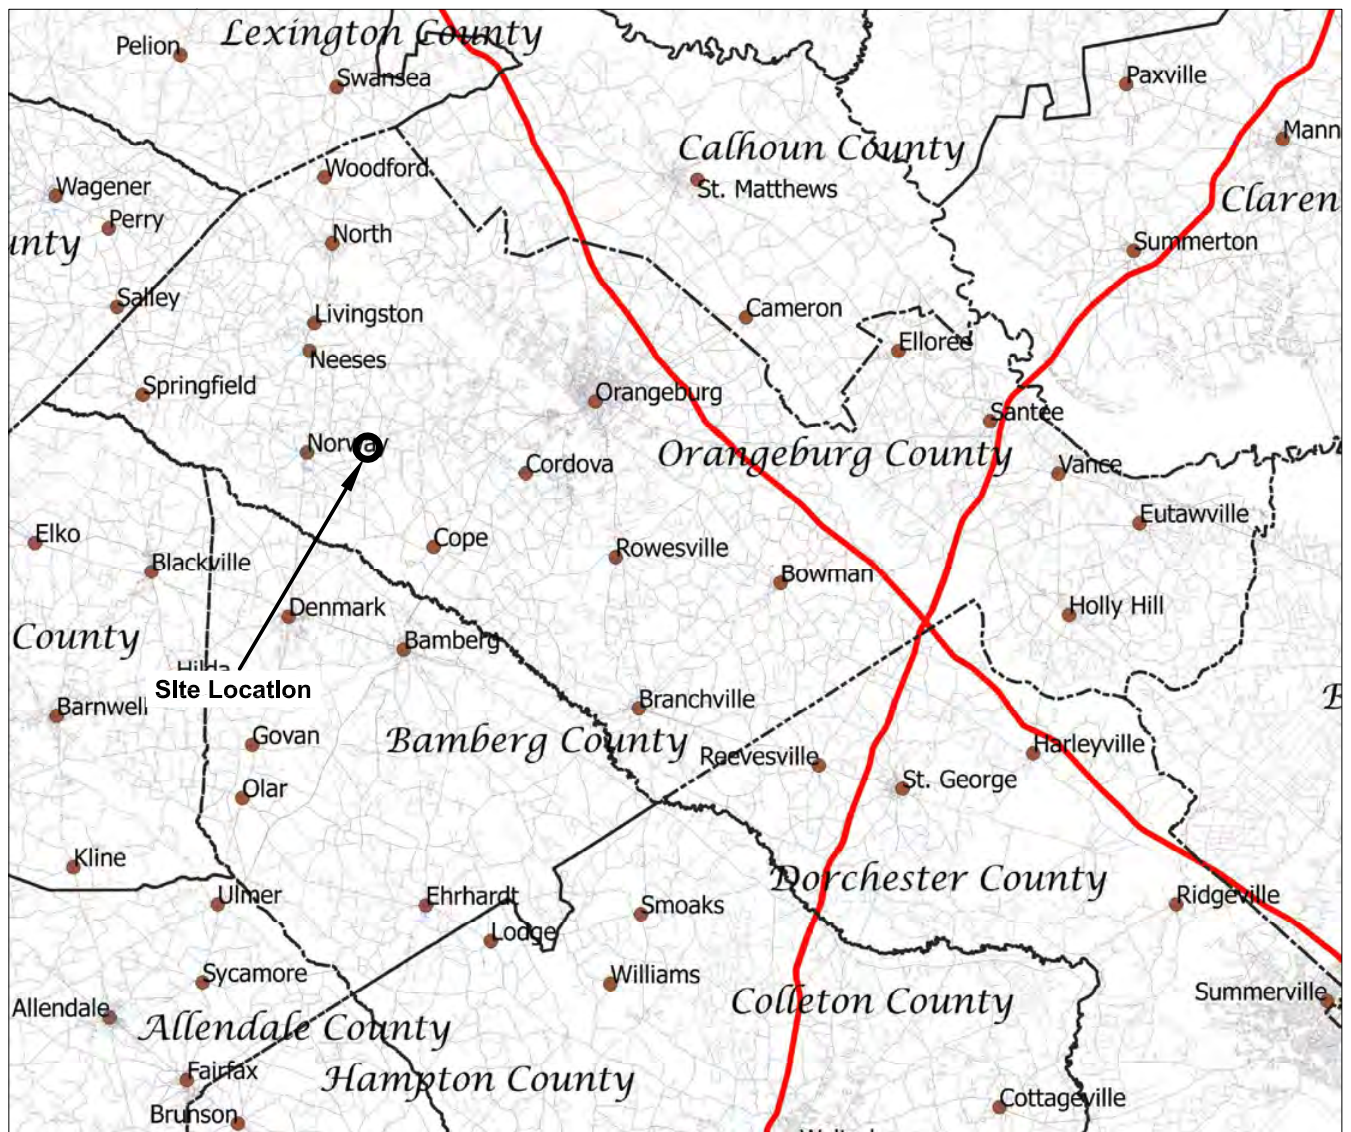 Lexington County
Pelion
Swansea
Paxville
Mann
Calhoun County
Woodford
St. Matthews
Wagener
Claren
Perry
North
unty
Summerton
Salley
Livingston
Cameron
Elloree
Neeses
Springfield
Orangeburg
Santee
Norway
Orangeburg County
Cordova
Vance
Eutawville
Elko
Cope
Rowesville
Blackville
Bowman
Denmark
Holly Hill
County
Bamberg
Hilda
Site Location
Branchville
Barnwell
Govan
Bamberg County
Harleyville
Reevesville
St. George
Olar
Kline
Dorchester County
Ulmer
Ehrhardt
Smoaks
Ridgeville
Lodge
Sycamore
Williams
Summerville
Allendale
Colleton County
Allendale County
Fairfax
Hampton County
Cottageville
Brunson